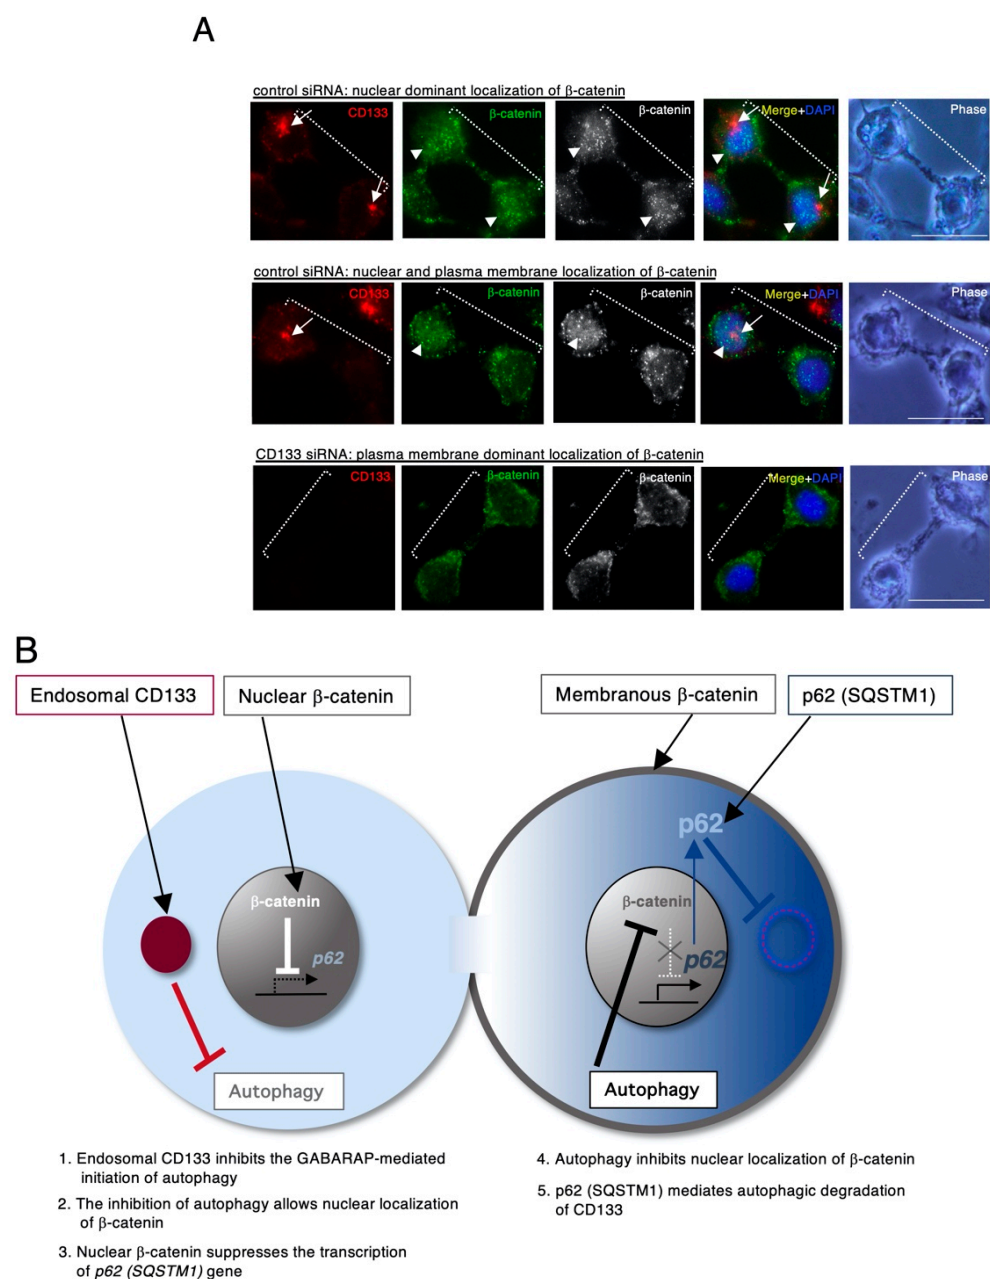 A
control siRNA: nuclear dominant localization of β-catenin
CD133
β-catenin
β-catenin
Merge+DAPI
Phase
control siRNA: nuclear and plasma membrane localization of β-catenin
CD133
β-catenin
β-catenin
Merge+DAPI
Phase
CD133 siRNA: plasma membrane dominant localization of β-catenin
CD133
β-catenin
β-catenin
Merge+DAPI
Phase
B
Endosomal CD133
Nuclear β-catenin
Membranous β-catenin
p62 (SQSTM1)
β-catenin
p62
Autophagy
p62
β-catenin
p62
Autophagy
1. Endosomal CD133 inhibits the GABARAP-mediated
initiation of autophagy
2. The inhibition of autophagy allows nuclear localization
of β-catenin
3. Nuclear β-catenin suppresses the transcription
of p62 (SQSTM1) gene
4. Autophagy inhibits nuclear localization of β-catenin
5. p62 (SQSTM1) mediates autophagic degradation
of CD133